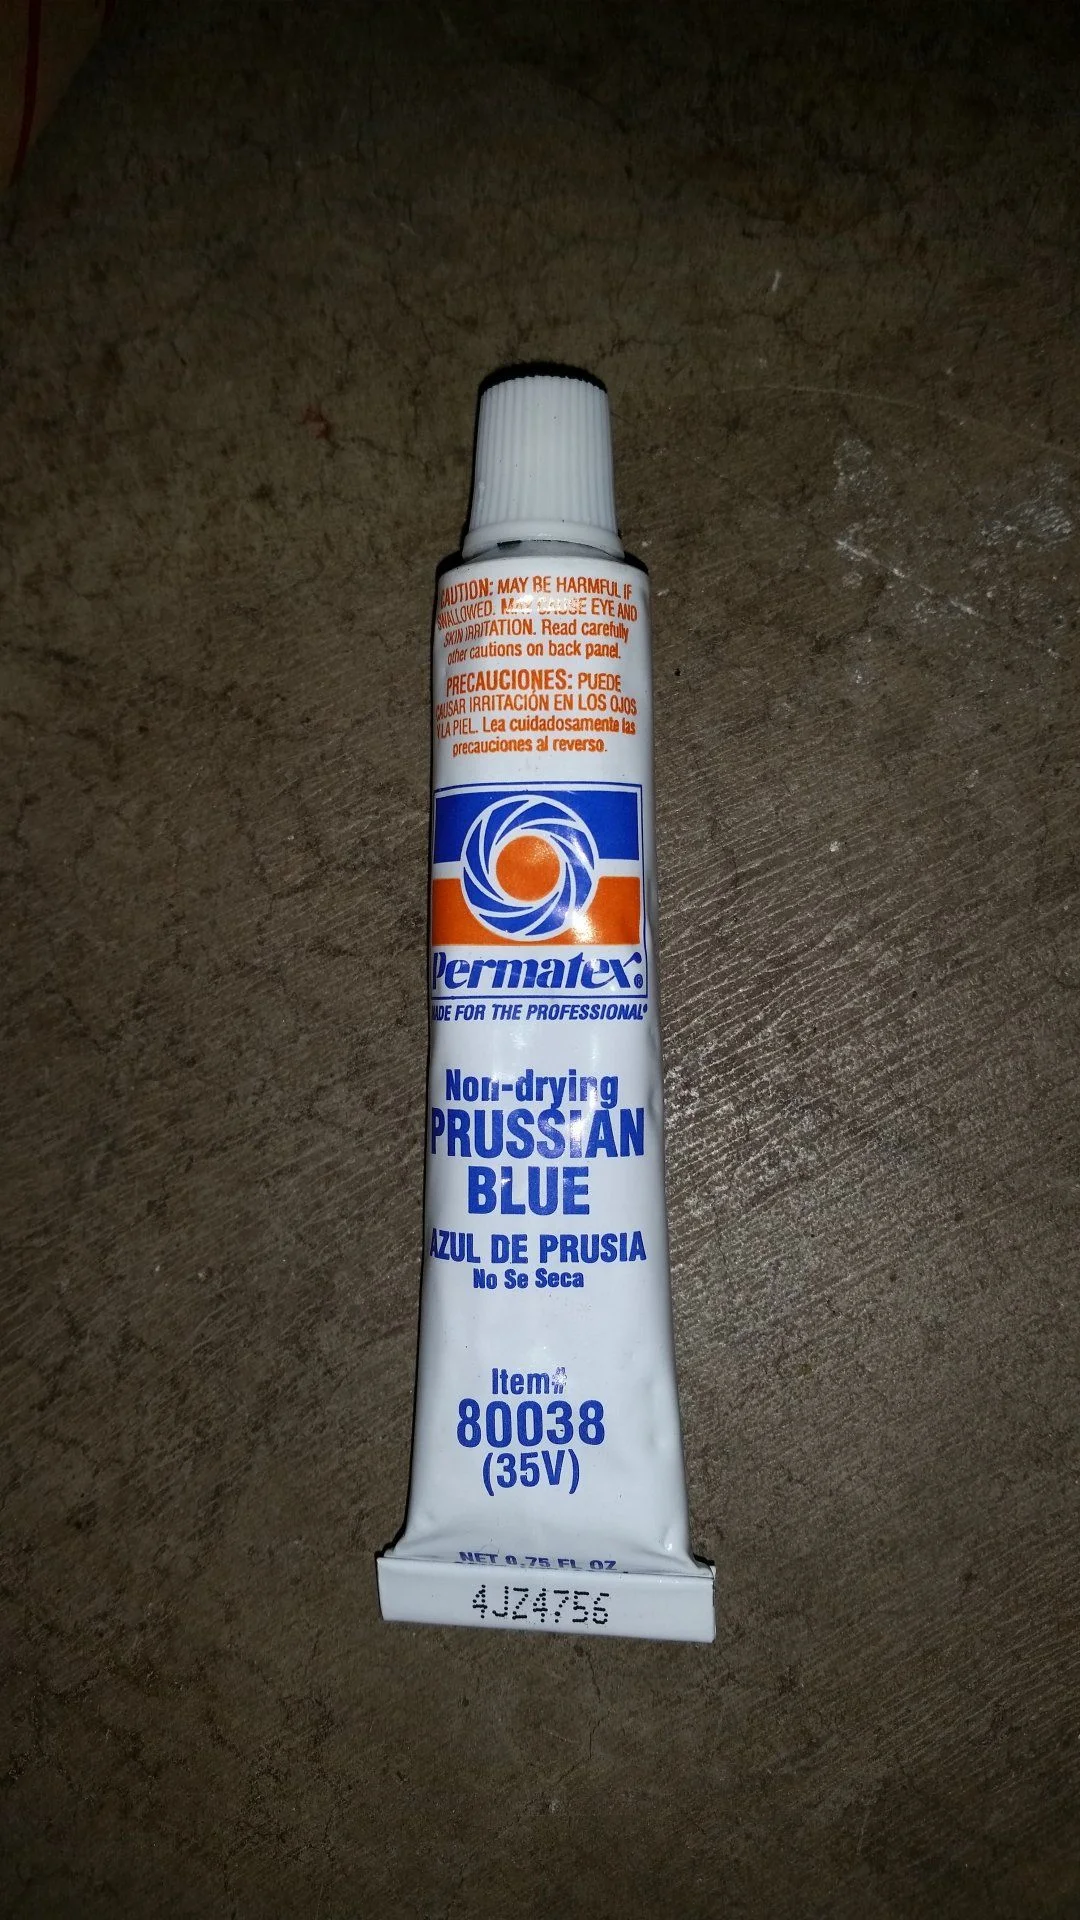 CAUTION: MAY BE HARMFUL IF
SWALLOWED. MAY CAUSE EYE AND
SKIN IRRITATION. Read carefully
other cautions on back panel.
PRECAUCIONES: PUEDE
CAUSAR IRRITACIÓN EN LOS OJOS
Y LA PIEL. Lea cuidadosamente las
precauciones al reverso.
Permatex®
MADE FOR THE PROFESSIONAL®
Non-drying
PRUSSIAN
BLUE
AZUL DE PRUSIA
No Se Seca
Item#
80038
(35V)
NET 0.75 FL OZ
4JZ4756